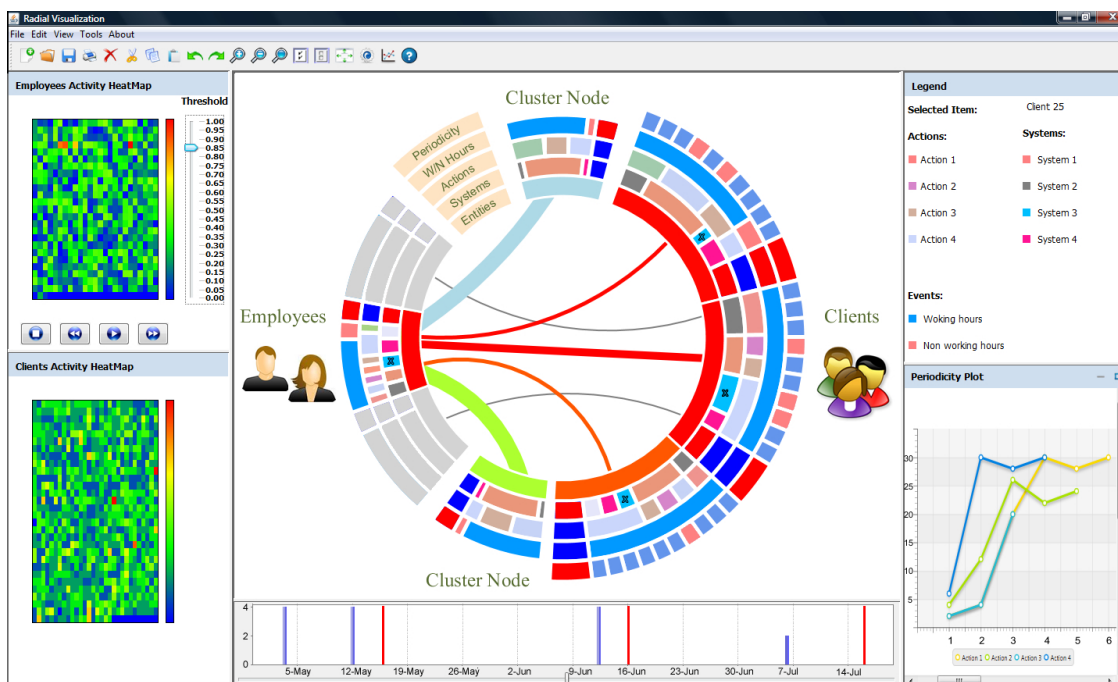 Radial Visualization
File Edit View Tools About
Employees Activity HeatMap
Threshold
1.00
0.95
0.90
0.85
0.80
0.75
0.70
0.65
0.60
0.55
0.50
0.45
0.40
0.35
0.30
0.25
0.20
0.15
0.10
0.05
0.00
Clients Activity HeatMap
Cluster Node
Periodicity
W/N Hours
Actions
Systems
Entities
Employees
Clients
Cluster Node
4
2
0
5-May 12-May 19-May 26-May 2-Jun 9-Jun 16-Jun 23-Jun 30-Jun 7-Jul 14-Jul
Legend
Selected Item: Client 25
Actions: Systems:
Action 1 System 1
Action 2 System 2
Action 3 System 3
Action 4 System 4
Events:
Woking hours
Non working hours
Periodicity Plot
30
25
20
15
10
5
1 2 3 4 5 6
Action 1 Action 2 Action 3 Action 4